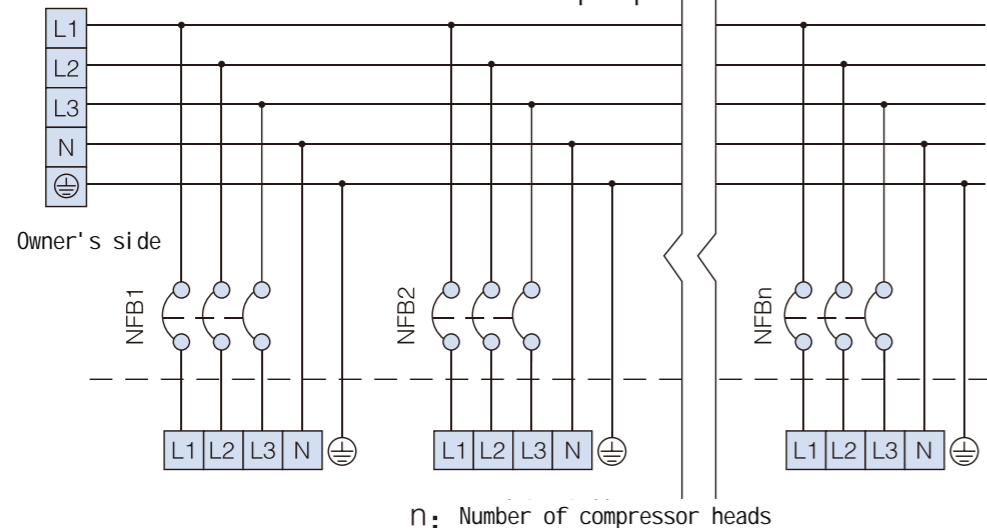 L1
L2
L3
N
Owner's side
NFB1
NFB2
NFBn
L1 L2 L3 N
L1 L2 L3 N
L1 L2 L3 N
n: Number of compressor heads